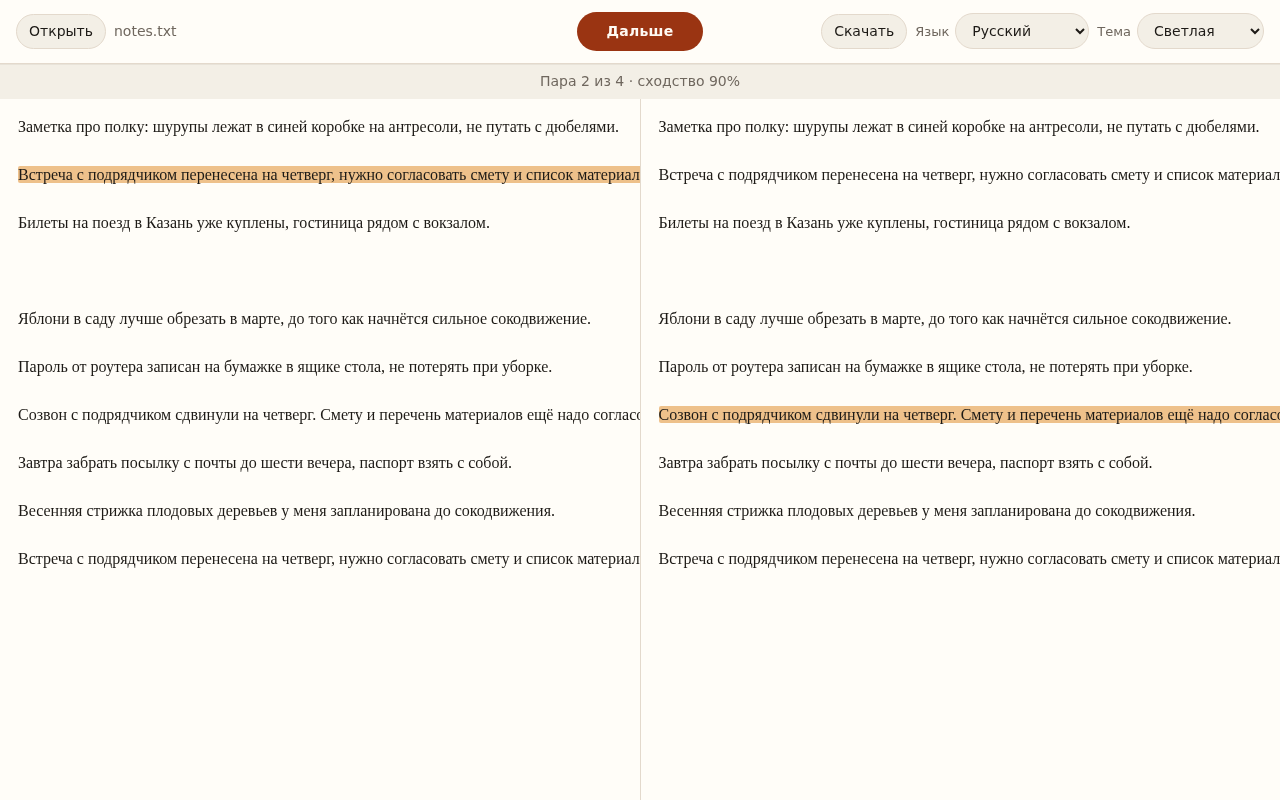 Открыть notes.txt Дальше Скачать Язык Русский Тема Светлая
Пара 2 из 4 · сходство 90%
Заметка про полку: шурупы лежат в синей коробке на антресоли, не путать с дюбелями.
Встреча с подрядчиком перенесена на четверг, нужно согласовать смету и список материал
Билеты на поезд в Казань уже куплены, гостиница рядом с вокзалом.
Яблони в саду лучше обрезать в марте, до того как начнётся сильное сокодвижение.
Пароль от роутера записан на бумажке в ящике стола, не потерять при уборке.
Созвон с подрядчиком сдвинули на четверг. Смету и перечень материалов ещё надо соглас
Завтра забрать посылку с почты до шести вечера, паспорт взять с собой.
Весенняя стрижка плодовых деревьев у меня запланирована до сокодвижения.
Встреча с подрядчиком перенесена на четверг, нужно согласовать смету и список материал
Заметка про полку: шурупы лежат в синей коробке на антресоли, не путать с дюбелями.
Встреча с подрядчиком перенесена на четверг, нужно согласовать смету и список материал
Билеты на поезд в Казань уже куплены, гостиница рядом с вокзалом.
Яблони в саду лучше обрезать в марте, до того как начнётся сильное сокодвижение.
Пароль от роутера записан на бумажке в ящике стола, не потерять при уборке.
Созвон с подрядчиком сдвинули на четверг. Смету и перечень материалов ещё надо соглас
Завтра забрать посылку с почты до шести вечера, паспорт взять с собой.
Весенняя стрижка плодовых деревьев у меня запланирована до сокодвижения.
Встреча с подрядчиком перенесена на четверг, нужно согласовать смету и список материал